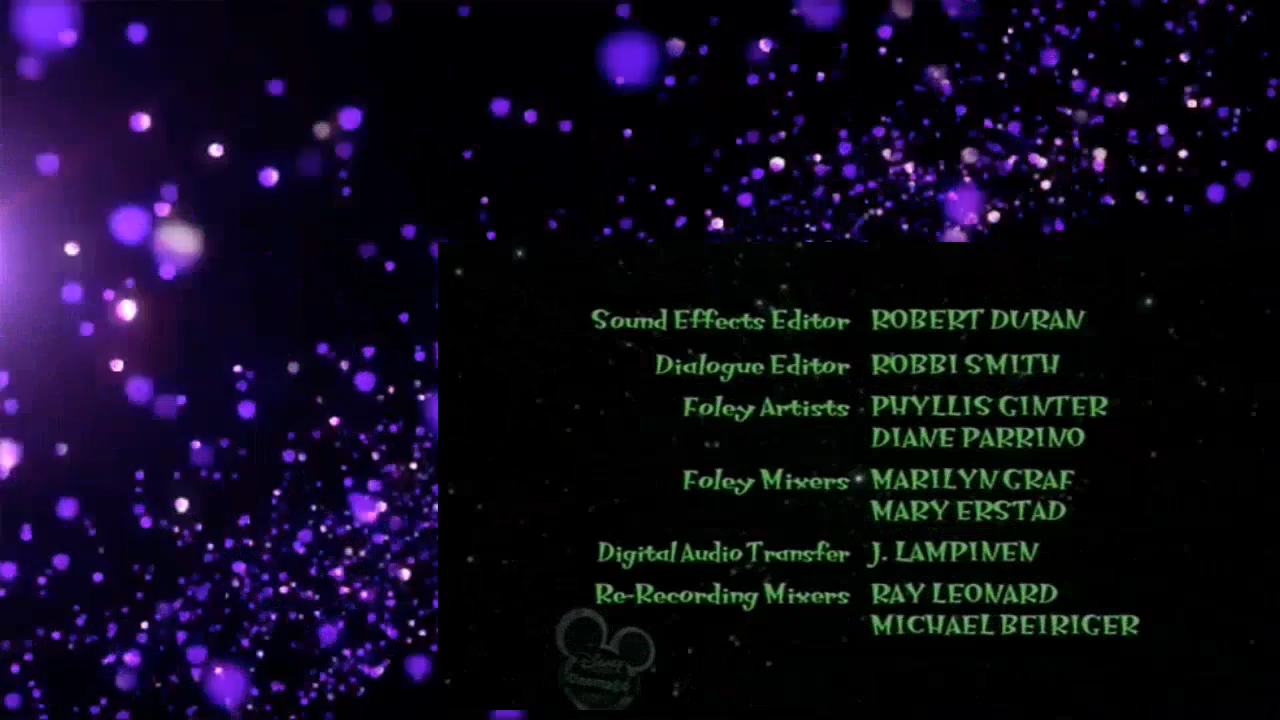 Sound Effects Editor ROBERT DURAN
Dialogue Editor ROBBI SMITH
Foley Artists PHYLLIS GINTER
DIANE PARRINO
Foley Mixers MARILYN GRAF
MARY ERSTAD
Digital Audio Transfer J. LAMPINEN
Re-Recording Mixers RAY LEONARD
MICHAEL BEIRIGER
Disney